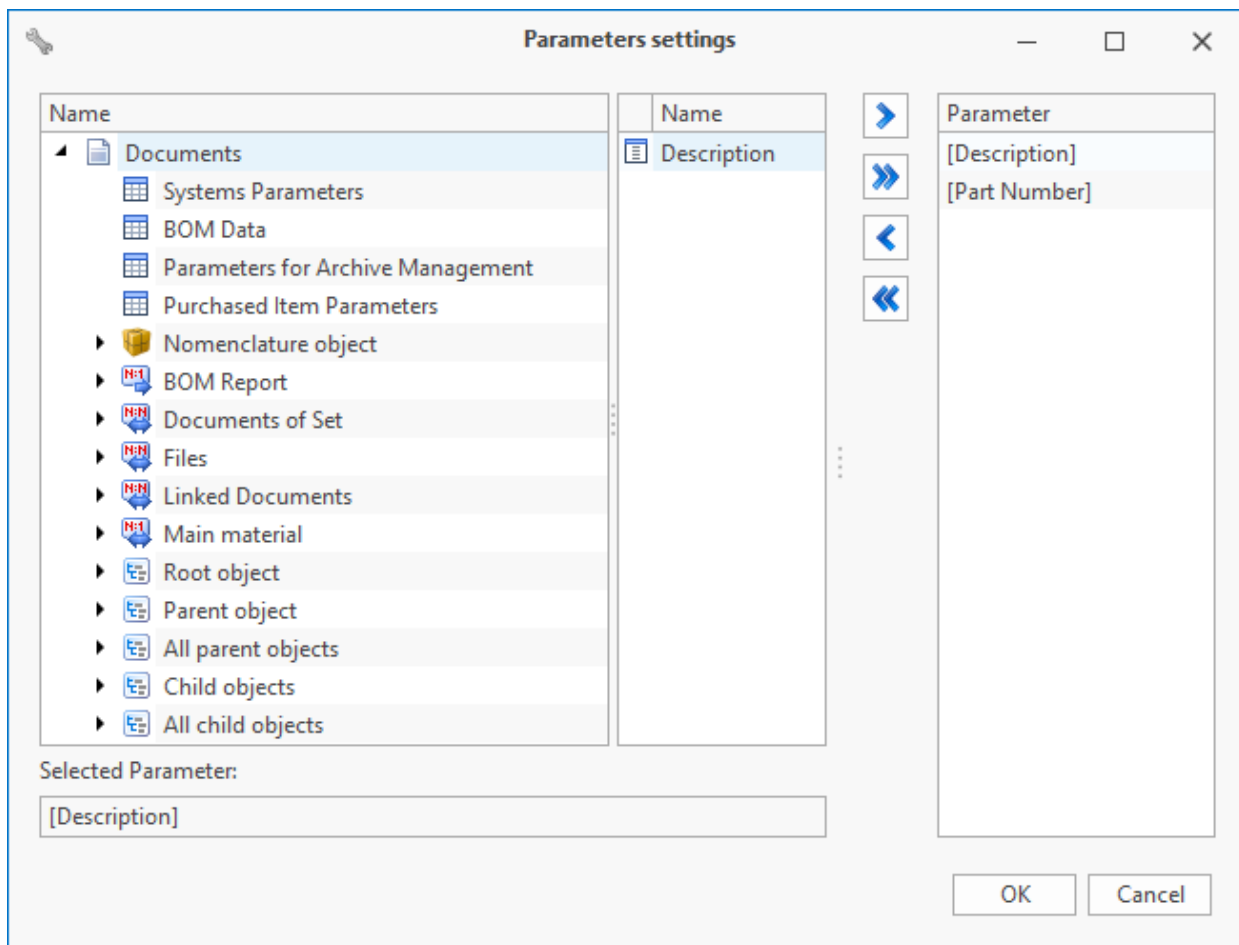 Parameters settings
Name
Documents
Systems Parameters
BOM Data
Parameters for Archive Management
Purchased Item Parameters
Nomenclature object
N:1 BOM Report
N:N Documents of Set
N:N Files
N:N Linked Documents
N:1 Main material
Root object
Parent object
All parent objects
Child objects
All child objects
Name
Description
Parameter
[Description]
[Part Number]
Selected Parameter:
[Description]
OK
Cancel